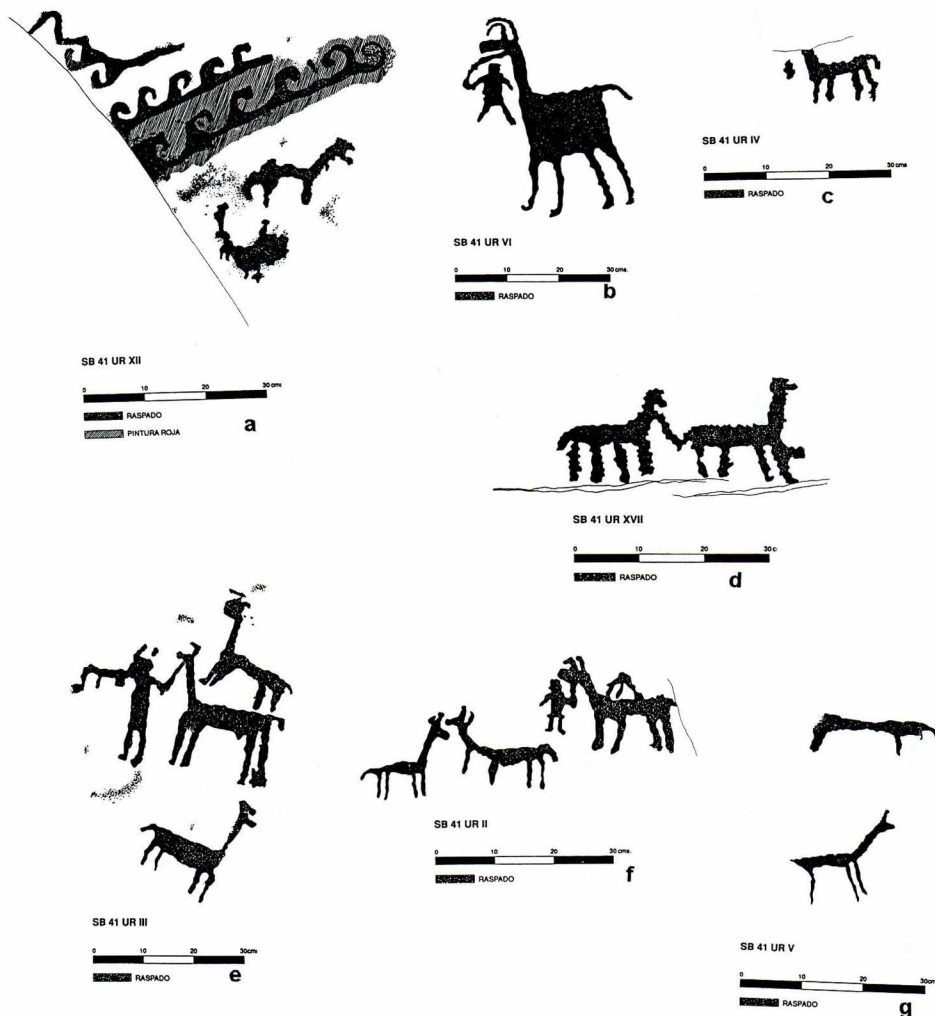 SB 41 UR XII
0 10 20 30 cms
RASPADO
PINTURA ROJA
a
SB 41 UR VI
0 10 20 30 cms.
RASPADO
b
SB 41 UR IV
0 10 20 30 cms
RASPADO
c
SB 41 UR XVII
0 10 20 30 c
RASPADO
d
SB 41 UR III
0 10 20 30cms
RASPADO
e
SB 41 UR II
0 10 20 30 cms
RASPADO
f
SB 41 UR V
0 10 20 30 cm
RASPADO
g